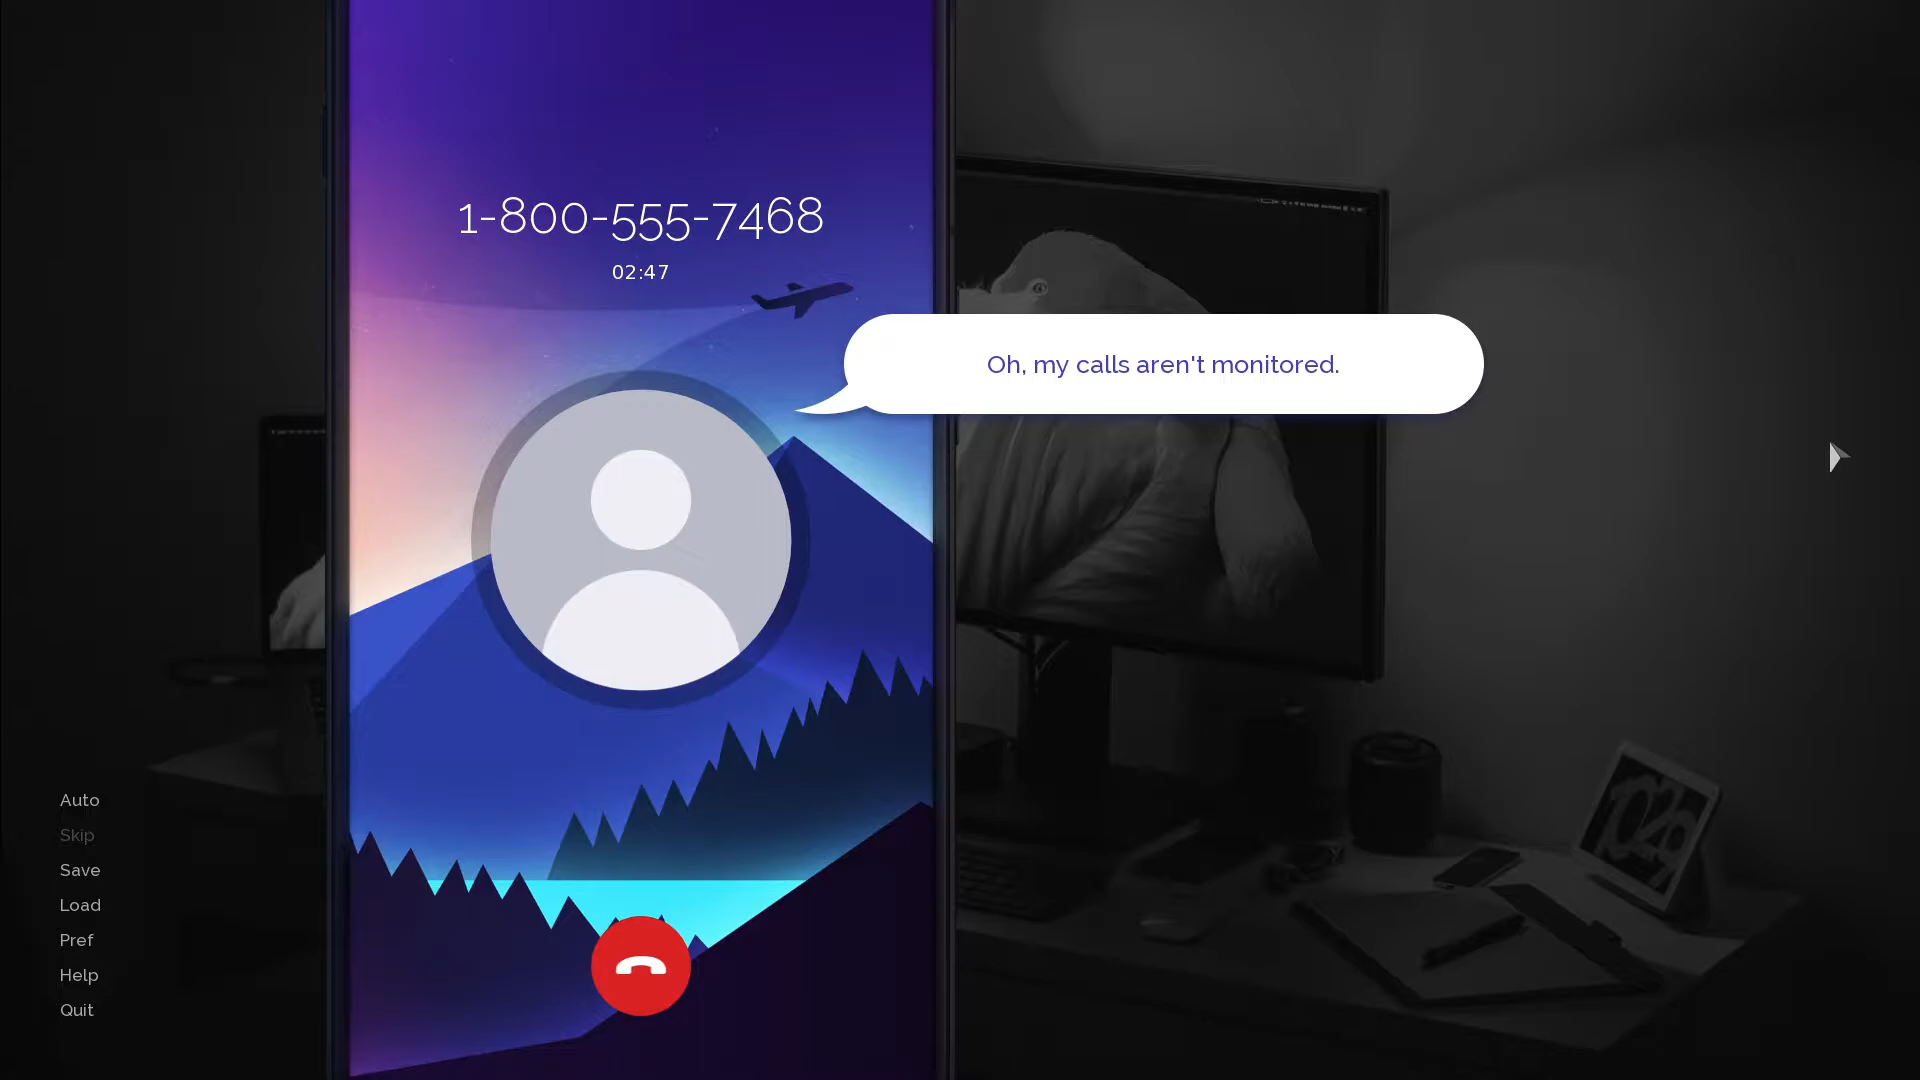 1-800-555-7468
02:47
Oh, my calls aren't monitored.
Auto
Skip
Save
Load
Pref
Help
Quit